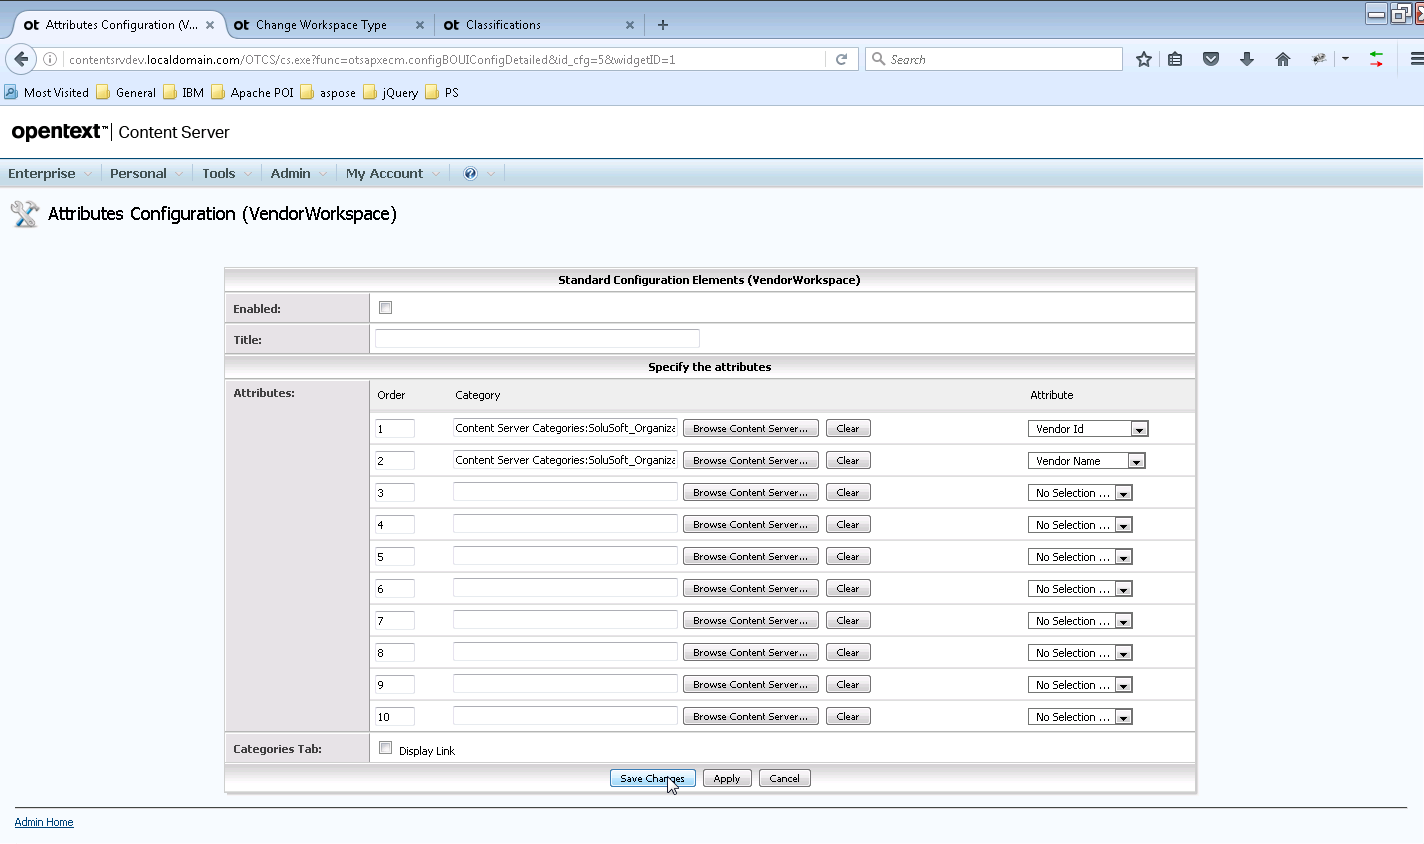 ot Attributes Configuration (V... ot Change Workspace Type ot Classifications
contentsrvdev.localdomain.com/OTCS/cs.exe?func=otsapxecm.configBOUIConfigDetailed&id_cfg=5&widgetID=1 Search
Most Visited General IBM Apache POI aspose jQuery PS
opentext™ | Content Server
Enterprise Personal Tools Admin My Account ?
Attributes Configuration (VendorWorkspace)
Standard Configuration Elements (VendorWorkspace)
Enabled:
Title:
Specify the attributes
Attributes: Order Category Attribute
1 Content Server Categories:SoluSoft_Organiza Browse Content Server... Clear Vendor Id
2 Content Server Categories:SoluSoft_Organiza Browse Content Server... Clear Vendor Name
3 Browse Content Server... Clear No Selection ...
4 Browse Content Server... Clear No Selection ...
5 Browse Content Server... Clear No Selection ...
6 Browse Content Server... Clear No Selection ...
7 Browse Content Server... Clear No Selection ...
8 Browse Content Server... Clear No Selection ...
9 Browse Content Server... Clear No Selection ...
10 Browse Content Server... Clear No Selection ...
Categories Tab: Display Link
Save Changes Apply Cancel
Admin Home